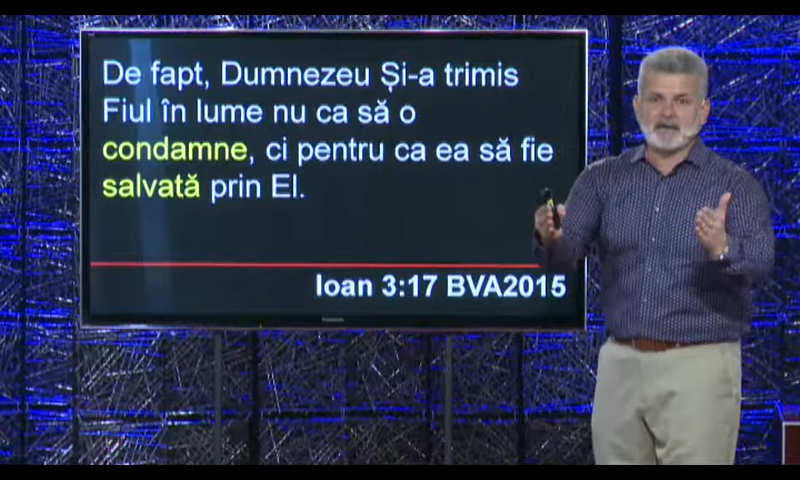 De fapt, Dumnezeu Și-a trimis
Fiul în lume nu ca să o
condamne, ci pentru ca ea să fie
salvată prin El.
Ioan 3:17 BVA2015